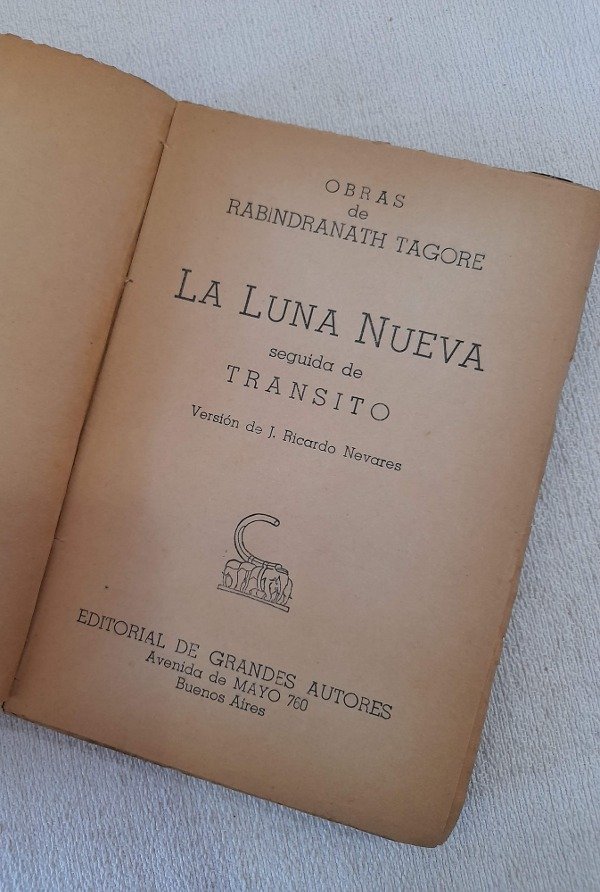 OBRAS
de
RABINDRANATH TAGORE
LA LUNA NUEVA
seguida de
TRANSITO
Versión de J. Ricardo Nevares
EDITORIAL DE GRANDES AUTORES
Avenida de MAYO 760
Buenos Aires